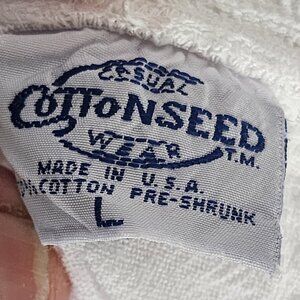 CASUAL
COTTONSEED
WEAR T.M.
MADE IN U.S.A.
COTTON PRE-SHRUNK
L